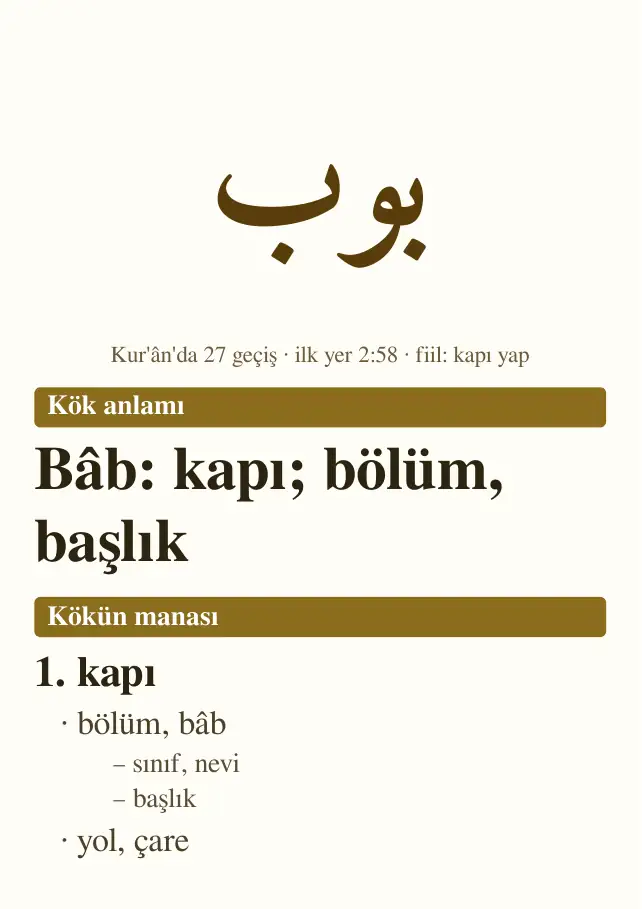 بوب
Kur'ân'da 27 geçiş · ilk yer 2:58 · fiil: kapı yap
Kök anlamı
Bâb: kapı; bölüm,
başlık
Kökün manası
1. kapı
· bölüm, bâb
– sınıf, nevi
– başlık
· yol, çare